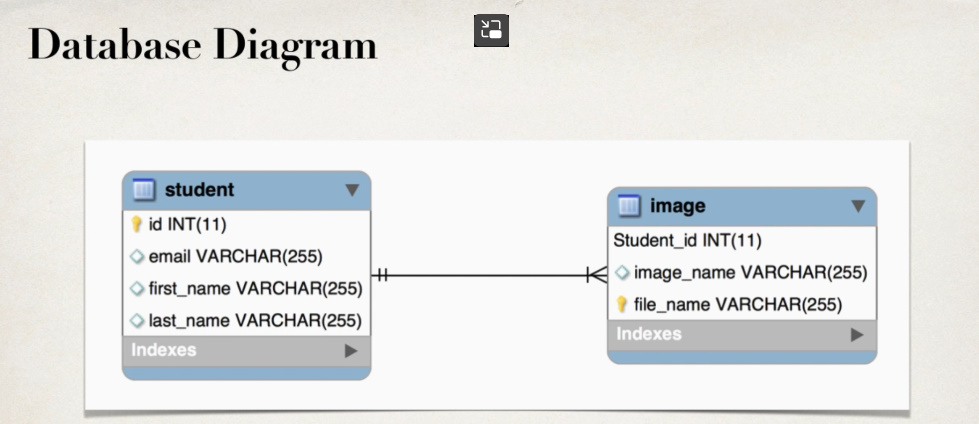 Database Diagram
student
id INT(11)
email VARCHAR(255)
first_name VARCHAR(255)
last_name VARCHAR(255)
Indexes
image
Student_id INT(11)
image_name VARCHAR(255)
file_name VARCHAR(255)
Indexes